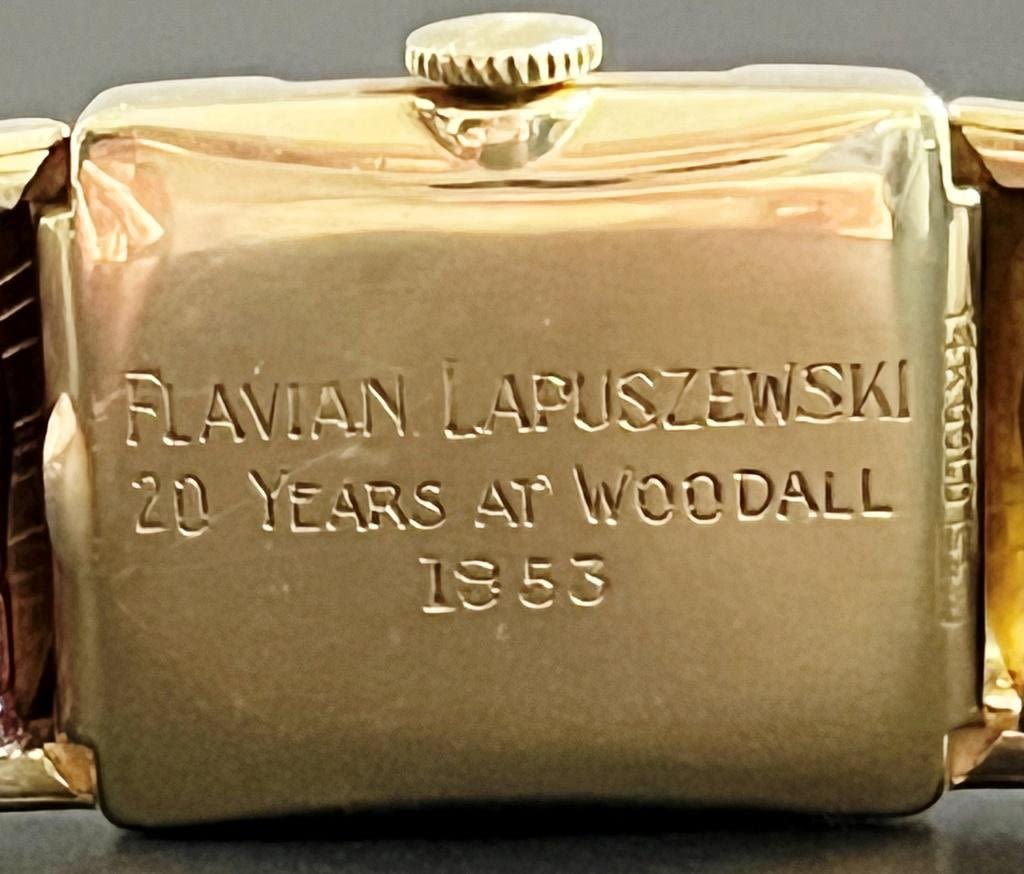 FLAVIAN LAPUSZEWSKI
20 YEARS AT WOODALL
1953